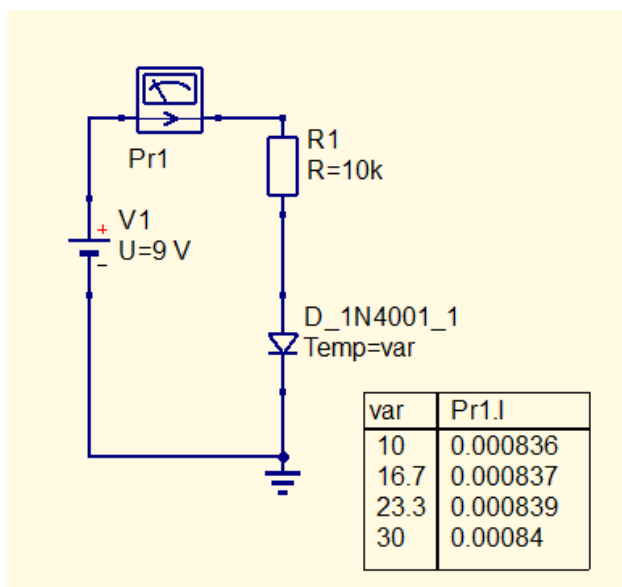 Pr1
R1
R=10k
V1
+
U=9 V
−
D_1N4001_1
Temp=var
var Pr1.I
10 0.000836
16.7 0.000837
23.3 0.000839
30 0.00084